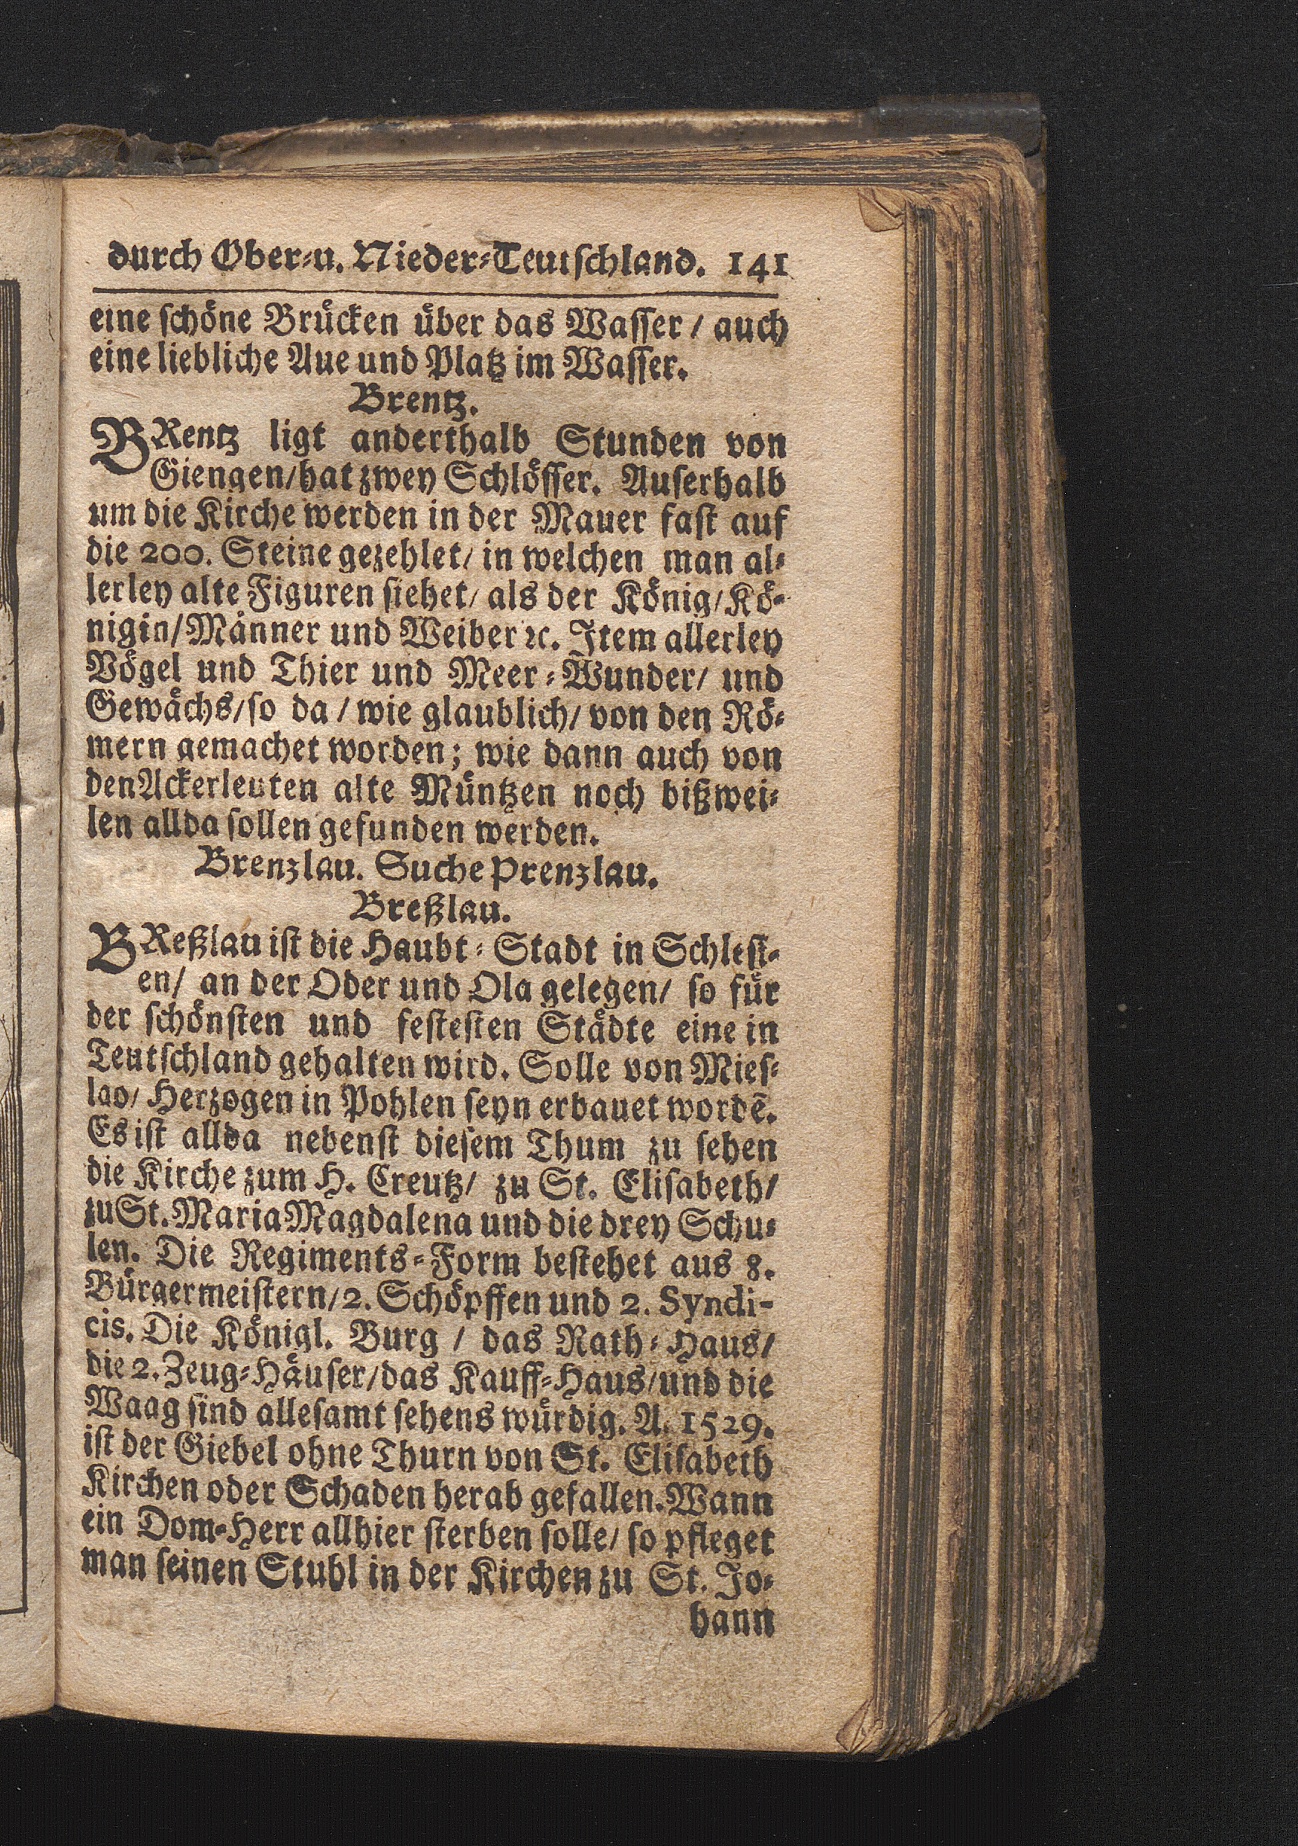 durch Ober-u. Nieder-Teutschland. 141
eine schöne Brücken über das Wasser / auch
eine liebliche Aue und Platz im Wasser.
Brentz.
BRentz ligt anderthalb Stunden von
Giengen/hat zwey Schlösser. Auserhalb
um die Kirche werden in der Mauer fast auf
die 200. Steine gezehlet/ in welchen man al-
lerley alte Figuren siehet/ als der König/Kö-
nigin/Männer und Weiber ꝛc. Item allerley
Vögel und Thier und Meer-Wunder/ und
Gewächs/so da / wie glaublich/ von den Rö-
mern gemachet worden; wie dann auch von
den Ackerleuten alte Müntzen noch bißwei-
len allda sollen gefunden werden.
Brenzlau. Suche Prenzlau.
Breßlau.
BReßlau ist die Haubt-Stadt in Schlesi-
en/ an der Oder und Ola gelegen/ so für
der schönsten und festesten Städte eine in
Teutschland gehalten wird. Solle von Mies-
lao/ Herzogen in Pohlen seyn erbauet wordē.
Es ist allda nebenst diesem Thum zu sehen
die Kirche zum H. Creutz/ zu St. Elisabeth/
zu St. Maria Magdalena und die drey Schu-
len. Die Regiments-Form bestehet aus 8.
Bürgermeistern/2. Schöpffen und 2. Syndi-
cis. Die Königl. Burg / das Rath-Haus/
die 2. Zeug-Häuser/das Kauff-Haus/und die
Waag sind allesamt sehens würdig. A. 1529.
ist der Giebel ohne Thurn von St. Elisabeth
Kirchen oder Schaden herab gefallen. Wann
ein Dom-Herr allhier sterben solle/ so pfleget
man seinen Stuhl in der Kirchen zu St. Jo-
hann